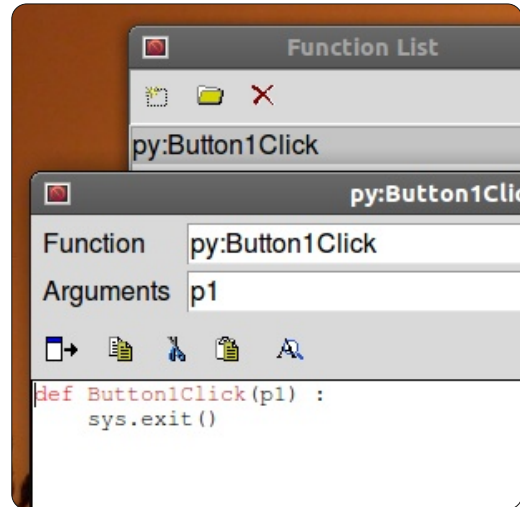 Function List
py:Button1Click
py:Button1Clic
Function py:Button1Click
Arguments p1
def Button1Click(p1) :
    sys.exit()